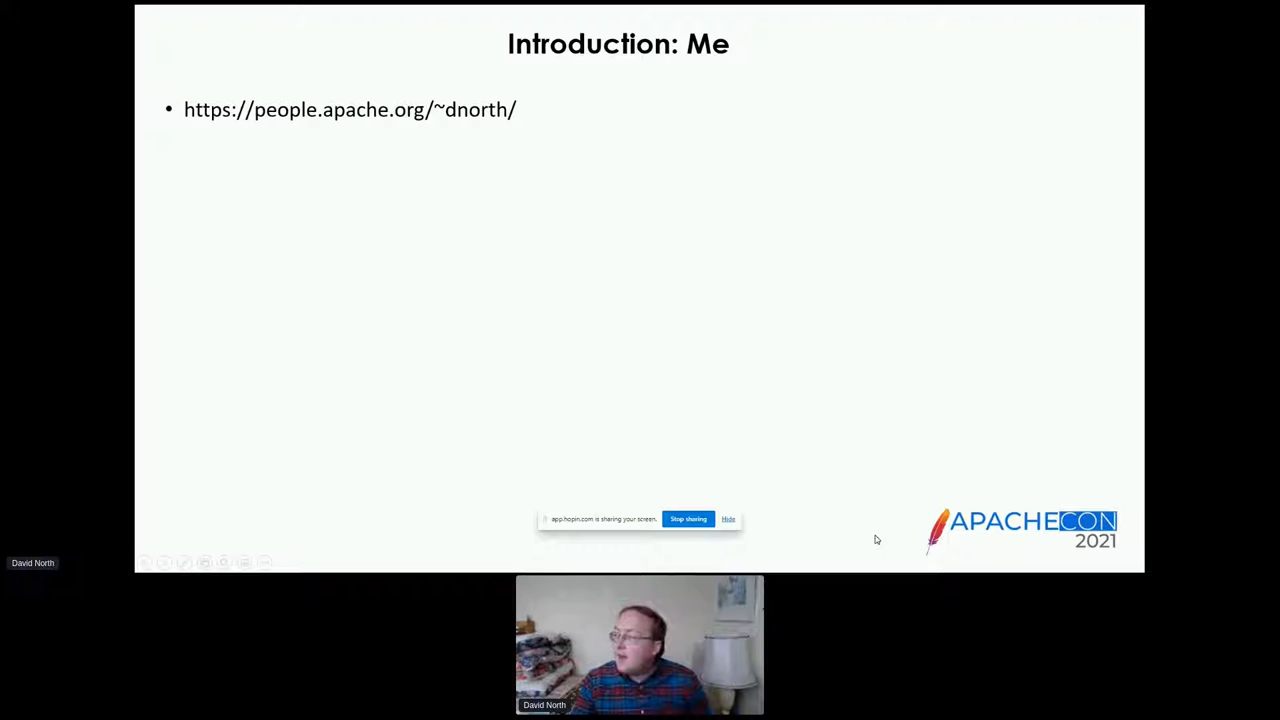 Introduction: Me
• https://people.apache.org/~dnorth/
app.hopin.com is sharing your screen. Stop sharing Hide
APACHECON
2021
David North
David North